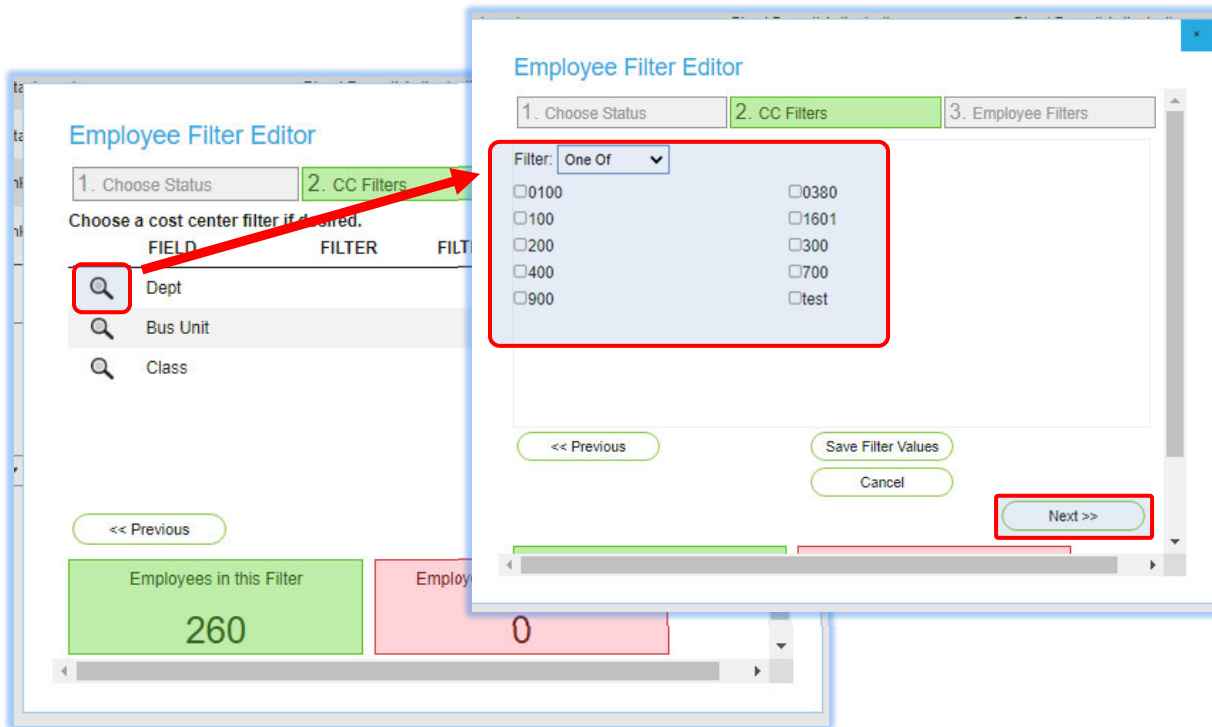 Employee Filter Editor
1. Choose Status 2. CC Filters
Choose a cost center filter if desired.
FIELD FILTER
Dept
Bus Unit
Class
<< Previous
Employees in this Filter
260
0
Employee Filter Editor
1. Choose Status 2. CC Filters 3. Employee Filters
Filter: One Of
0100 0380
100 1601
200 300
400 700
900 test
<< Previous Save Filter Values
Cancel
Next >>